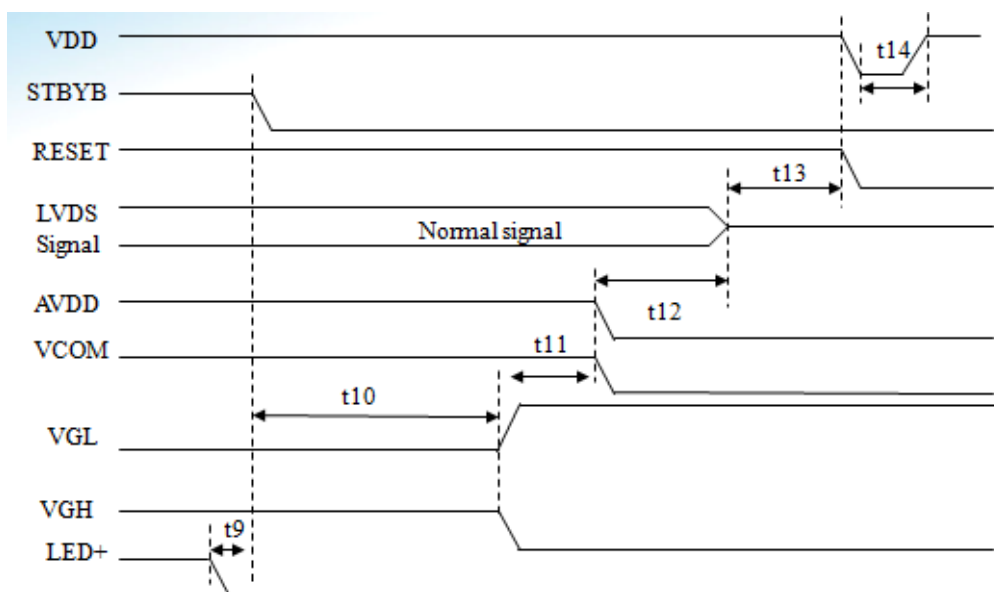 VDD
t14
STBYB
RESET
t13
LVDS
Signal
Normal signal
AVDD
t12
VCOM
t11
t10
VGL
VGH
t9
LED+